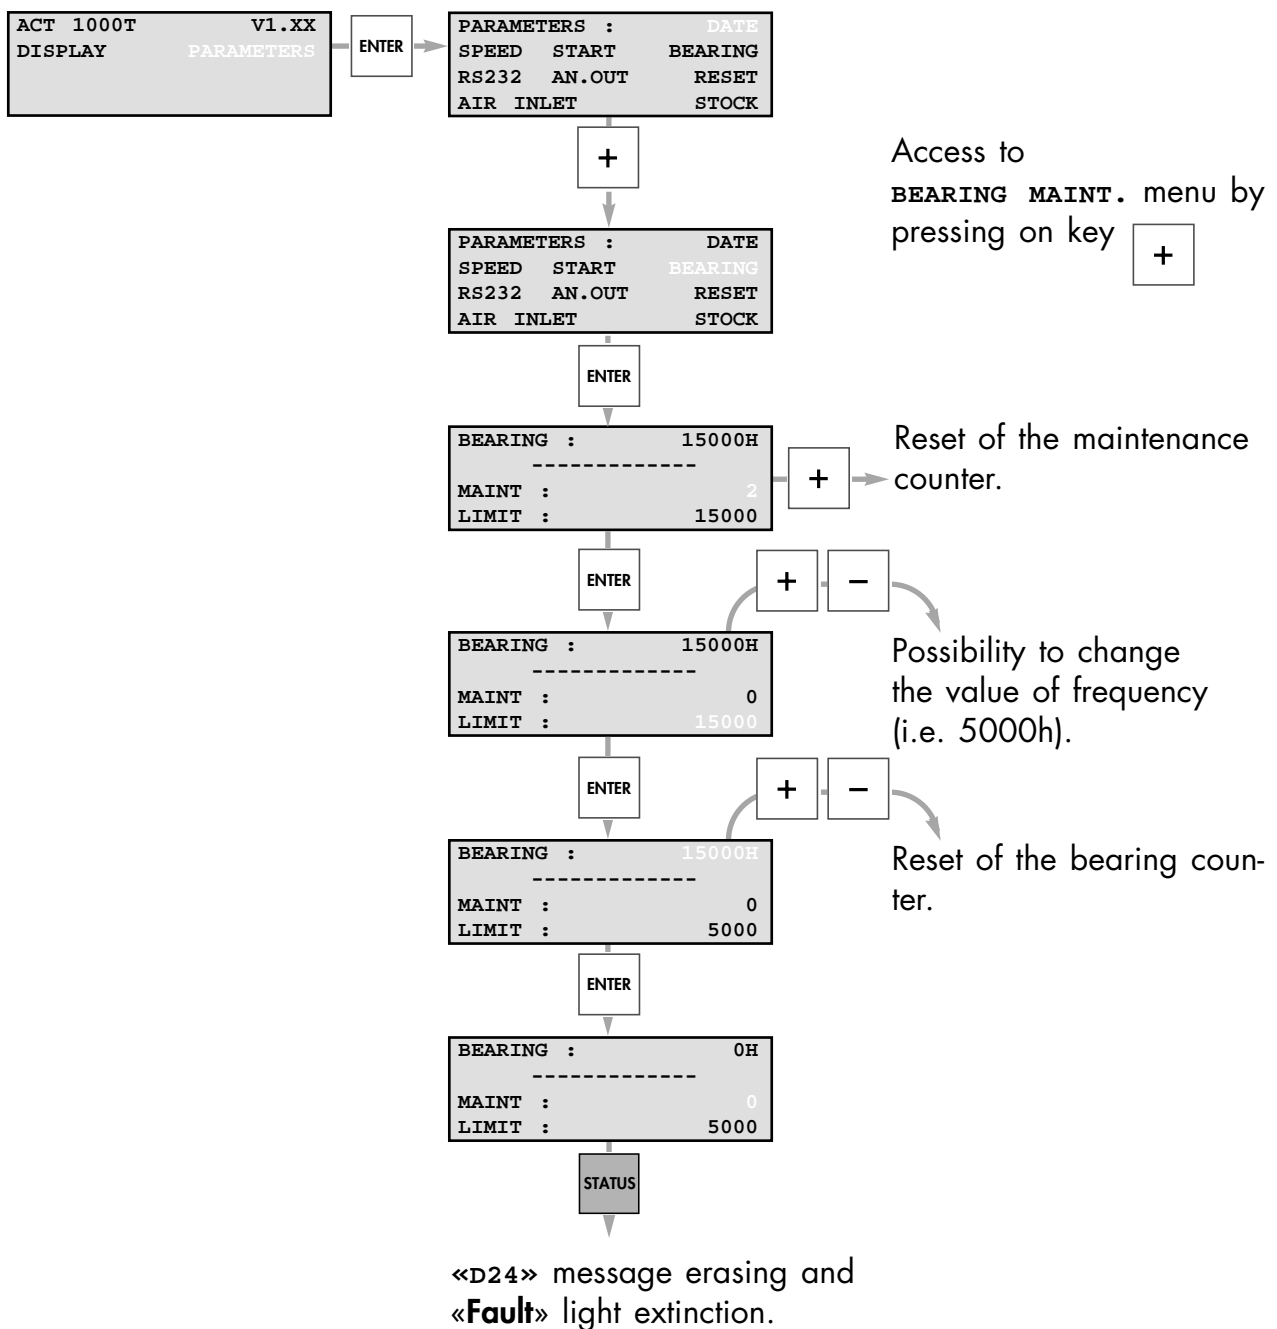 ACT 1000T V1.XX
DISPLAY PARAMETERS
ENTER
PARAMETERS : DATE
SPEED START BEARING
RS232 AN.OUT RESET
AIR INLET STOCK
+
Access to
BEARING MAINT. menu by
pressing on key +
PARAMETERS : DATE
SPEED START BEARING
RS232 AN.OUT RESET
AIR INLET STOCK
ENTER
BEARING : 15000H
-------------
MAINT : 2
LIMIT : 15000
+
Reset of the maintenance
counter.
ENTER
+ −
BEARING : 15000H
-------------
MAINT : 0
LIMIT : 15000
Possibility to change
the value of frequency
(i.e. 5000h).
ENTER
+ −
BEARING : 15000H
-------------
MAINT : 0
LIMIT : 5000
Reset of the bearing coun-
ter.
ENTER
BEARING : 0H
-------------
MAINT : 0
LIMIT : 5000
STATUS
«D24» message erasing and
«Fault» light extinction.